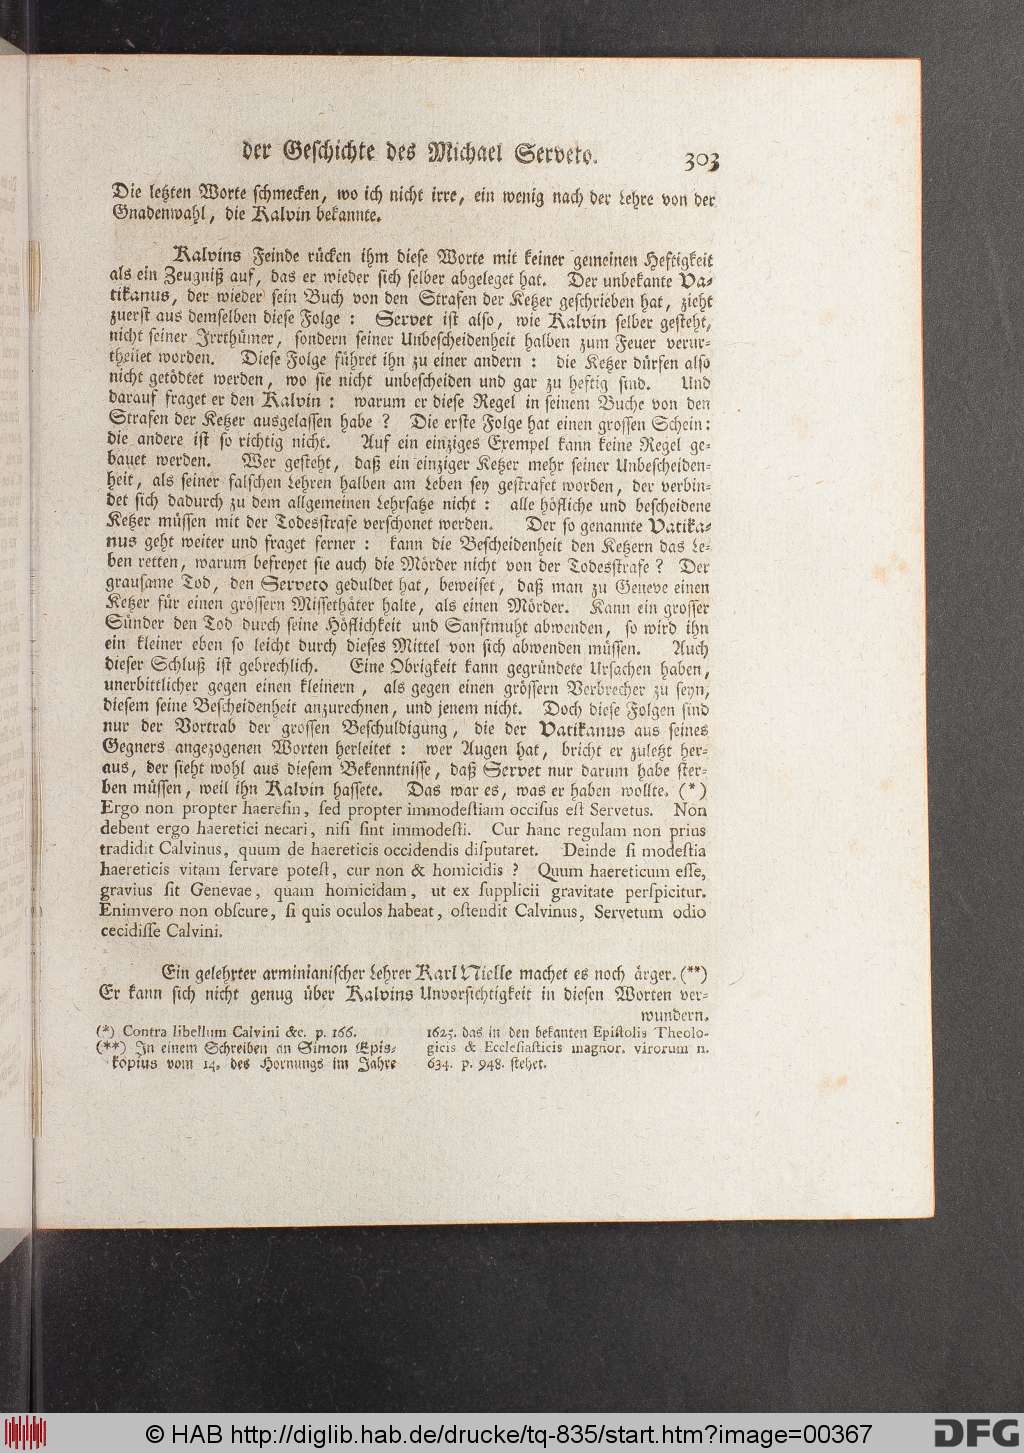 der Geschichte des Michael Serveto. 303
Die letzten Worte schmecken, wo ich nicht irre, ein wenig nach der Lehre von der
Gnadenwahl, die Kalvin bekannte.
Kalvins Feinde rücken ihm diese Worte mit keiner gemeinen Heftigkeit
als ein Zeugniß auf, das er wieder sich selber abgeleget hat. Der unbekante Va-
tikanus, der wieder sein Buch von den Strafen der Ketzer geschrieben hat, zieht
zuerst aus demselben diese Folge: Servet ist also, wie Kalvin selber gesteht,
nicht seiner Irrthümer, sondern seiner Unbescheidenheit halben zum Feuer verur-
theilet worden. Diese Folge führet ihn zu einer andern: die Ketzer dürfen also
nicht getödtet werden, wo sie nicht unbescheiden und gar zu heftig sind. Und
darauf fraget er den Kalvin: warum er diese Regel in seinem Buche von den
Strafen der Ketzer ausgelassen habe? Die erste Folge hat einen grossen Schein:
die andere ist so richtig nicht. Auf ein einziges Exempel kann keine Regel ge-
bauet werden. Wer gesteht, daß ein einziger Ketzer mehr seiner Unbescheiden-
heit, als seiner falschen Lehren halben am Leben sey gestrafet worden, der verbin-
det sich dadurch zu dem allgemeinen Lehrsatze nicht: alle höfliche und bescheidene
Ketzer müssen mit der Todesstrafe verschonet werden. Der so genannte Vatika-
nus geht weiter und fraget ferner: kann die Bescheidenheit den Ketzern das Le-
ben retten, warum befreyet sie auch die Mörder nicht von der Todesstrafe? Der
grausame Tod, den Serveto geduldet hat, beweiset, daß man zu Geneve einen
Ketzer für einen grössern Missethäter halte, als einen Mörder. Kann ein grosser
Sünder den Tod durch seine Höflichkeit und Sanftmuht abwenden, so wird ihn
ein kleiner eben so leicht durch dieses Mittel von sich abwenden müssen. Auch
dieser Schluß ist gebrechlich. Eine Obrigkeit kann gegründete Ursachen haben,
unerbittlicher gegen einen kleinern, als gegen einen grössern Verbrecher zu seyn,
diesem seine Bescheidenheit anzurechnen, und jenem nicht. Doch diese Folgen sind
nur der Vortrab der grossen Beschuldigung, die der Vatikanus aus seines
Gegners angezogenen Worten herleitet: wer Augen hat, bricht er zuletzt her-
aus, der sieht wohl aus diesem Bekenntnisse, daß Servet nur darum habe ster-
ben müssen, weil ihn Kalvin hassete. Das war es, was er haben wollte. (*)
Ergo non propter haeresin, sed propter immodestiam occisus est Servetus. Non
debent ergo haeretici necari, nisi sint immodesti. Cur hanc regulam non prius
tradidit Calvinus, quum de haereticis occidendis disputaret. Deinde si modestia
haereticis vitam servare potest, cur non & homicidis? Quum haereticum esse,
gravius sit Genevae, quam homicidam, ut ex supplicii gravitate perspicitur.
Enimvero non obscure, si quis oculos habeat, ostendit Calvinus, Servetum odio
cecidisse Calvini.
Ein gelehrter arminianischer Lehrer Karl Nielle machet es noch ärger. (**)
Er kann sich nicht genug über Kalvins Unvorsichtigkeit in diesen Worten ver-
wundern.
(*) Contra libellum Calvini &c. p. 166.
(**) In einem Schreiben an Simon Epis-
kopius vom 14. des Hornungs im Jahre
1625. das in den bekanten Epistolis Theolo-
gicis & Ecclesiasticis magnor. virorum n.
634. p. 948. stehet.
© HAB http://diglib.hab.de/drucke/tq-835/start.htm?image=00367
DFG